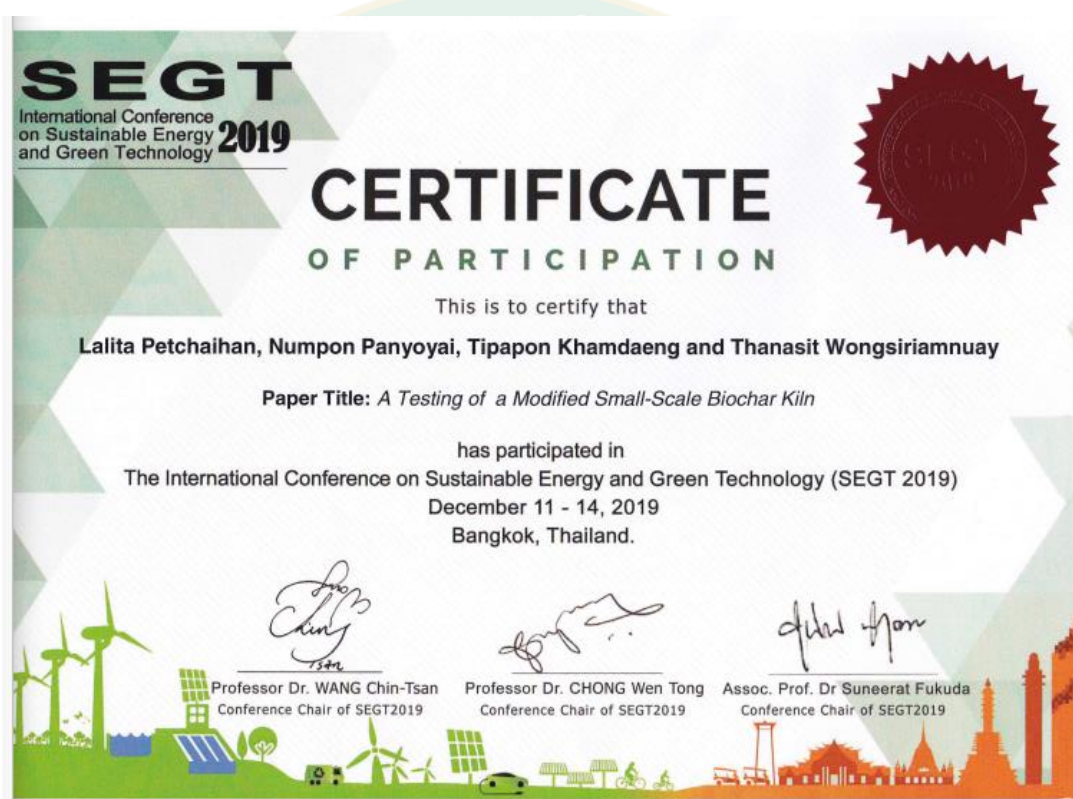 SEGT
International Conference
on Sustainable Energy
and Green Technology
2019
CERTIFICATE
OF PARTICIPATION
This is to certify that
Lalita Petchaihan, Numpon Panyoyai, Tipapon Khamdaeng and Thanasit Wongsiriamnuay
Paper Title: A Testing of a Modified Small-Scale Biochar Kiln
has participated in
The International Conference on Sustainable Energy and Green Technology (SEGT 2019)
December 11 - 14, 2019
Bangkok, Thailand.
Chin
Tsan
Professor Dr. WANG Chin-Tsan
Conference Chair of SEGT2019
Professor Dr. CHONG Wen Tong
Conference Chair of SEGT2019
Assoc. Prof. Dr Suneerat Fukuda
Conference Chair of SEGT2019